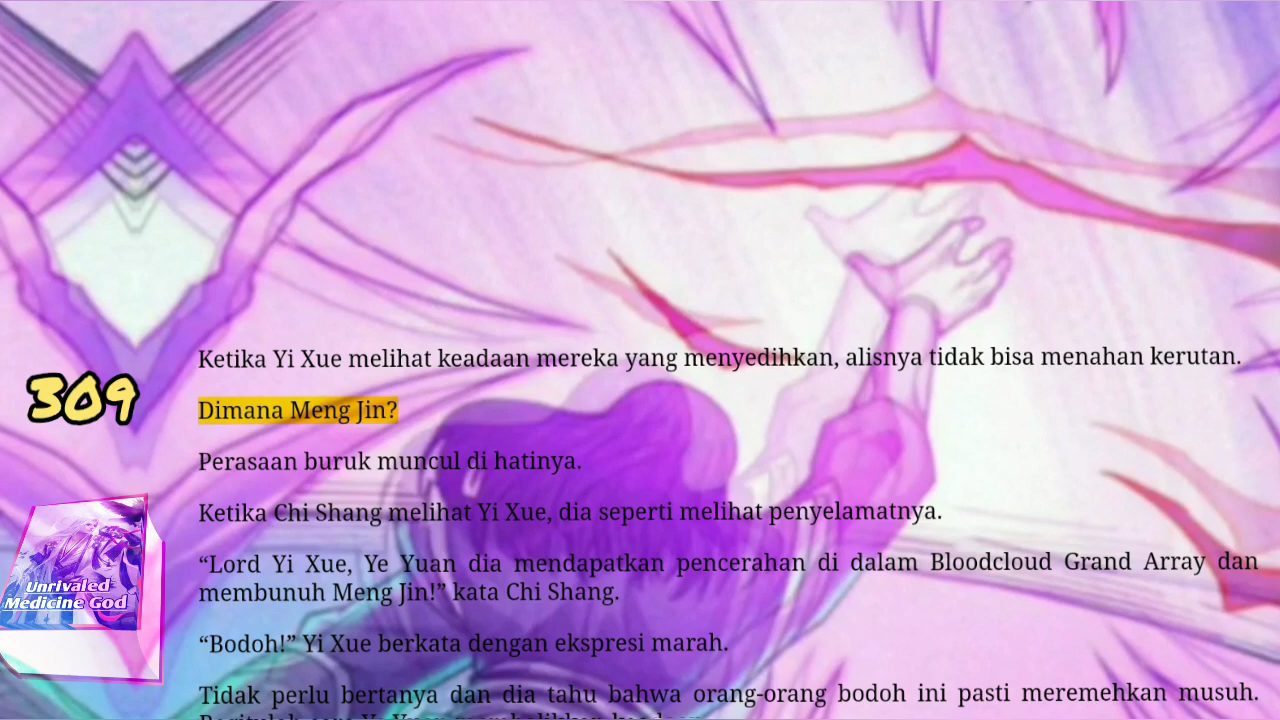 Ketika Yi Xue melihat keadaan mereka yang menyedihkan, alisnya tidak bisa menahan kerutan.
309
Dimana Meng Jin?
Perasaan buruk muncul di hatinya.
Ketika Chi Shang melihat Yi Xue, dia seperti melihat penyelamatnya.
“Lord Yi Xue, Ye Yuan dia mendapatkan pencerahan di dalam Bloodcloud Grand Array dan
membunuh Meng Jin!” kata Chi Shang.
Unrivaled
Medicine God
“Bodoh!” Yi Xue berkata dengan ekspresi marah.
Tidak perlu bertanya dan dia tahu bahwa orang-orang bodoh ini pasti meremehkan musuh.